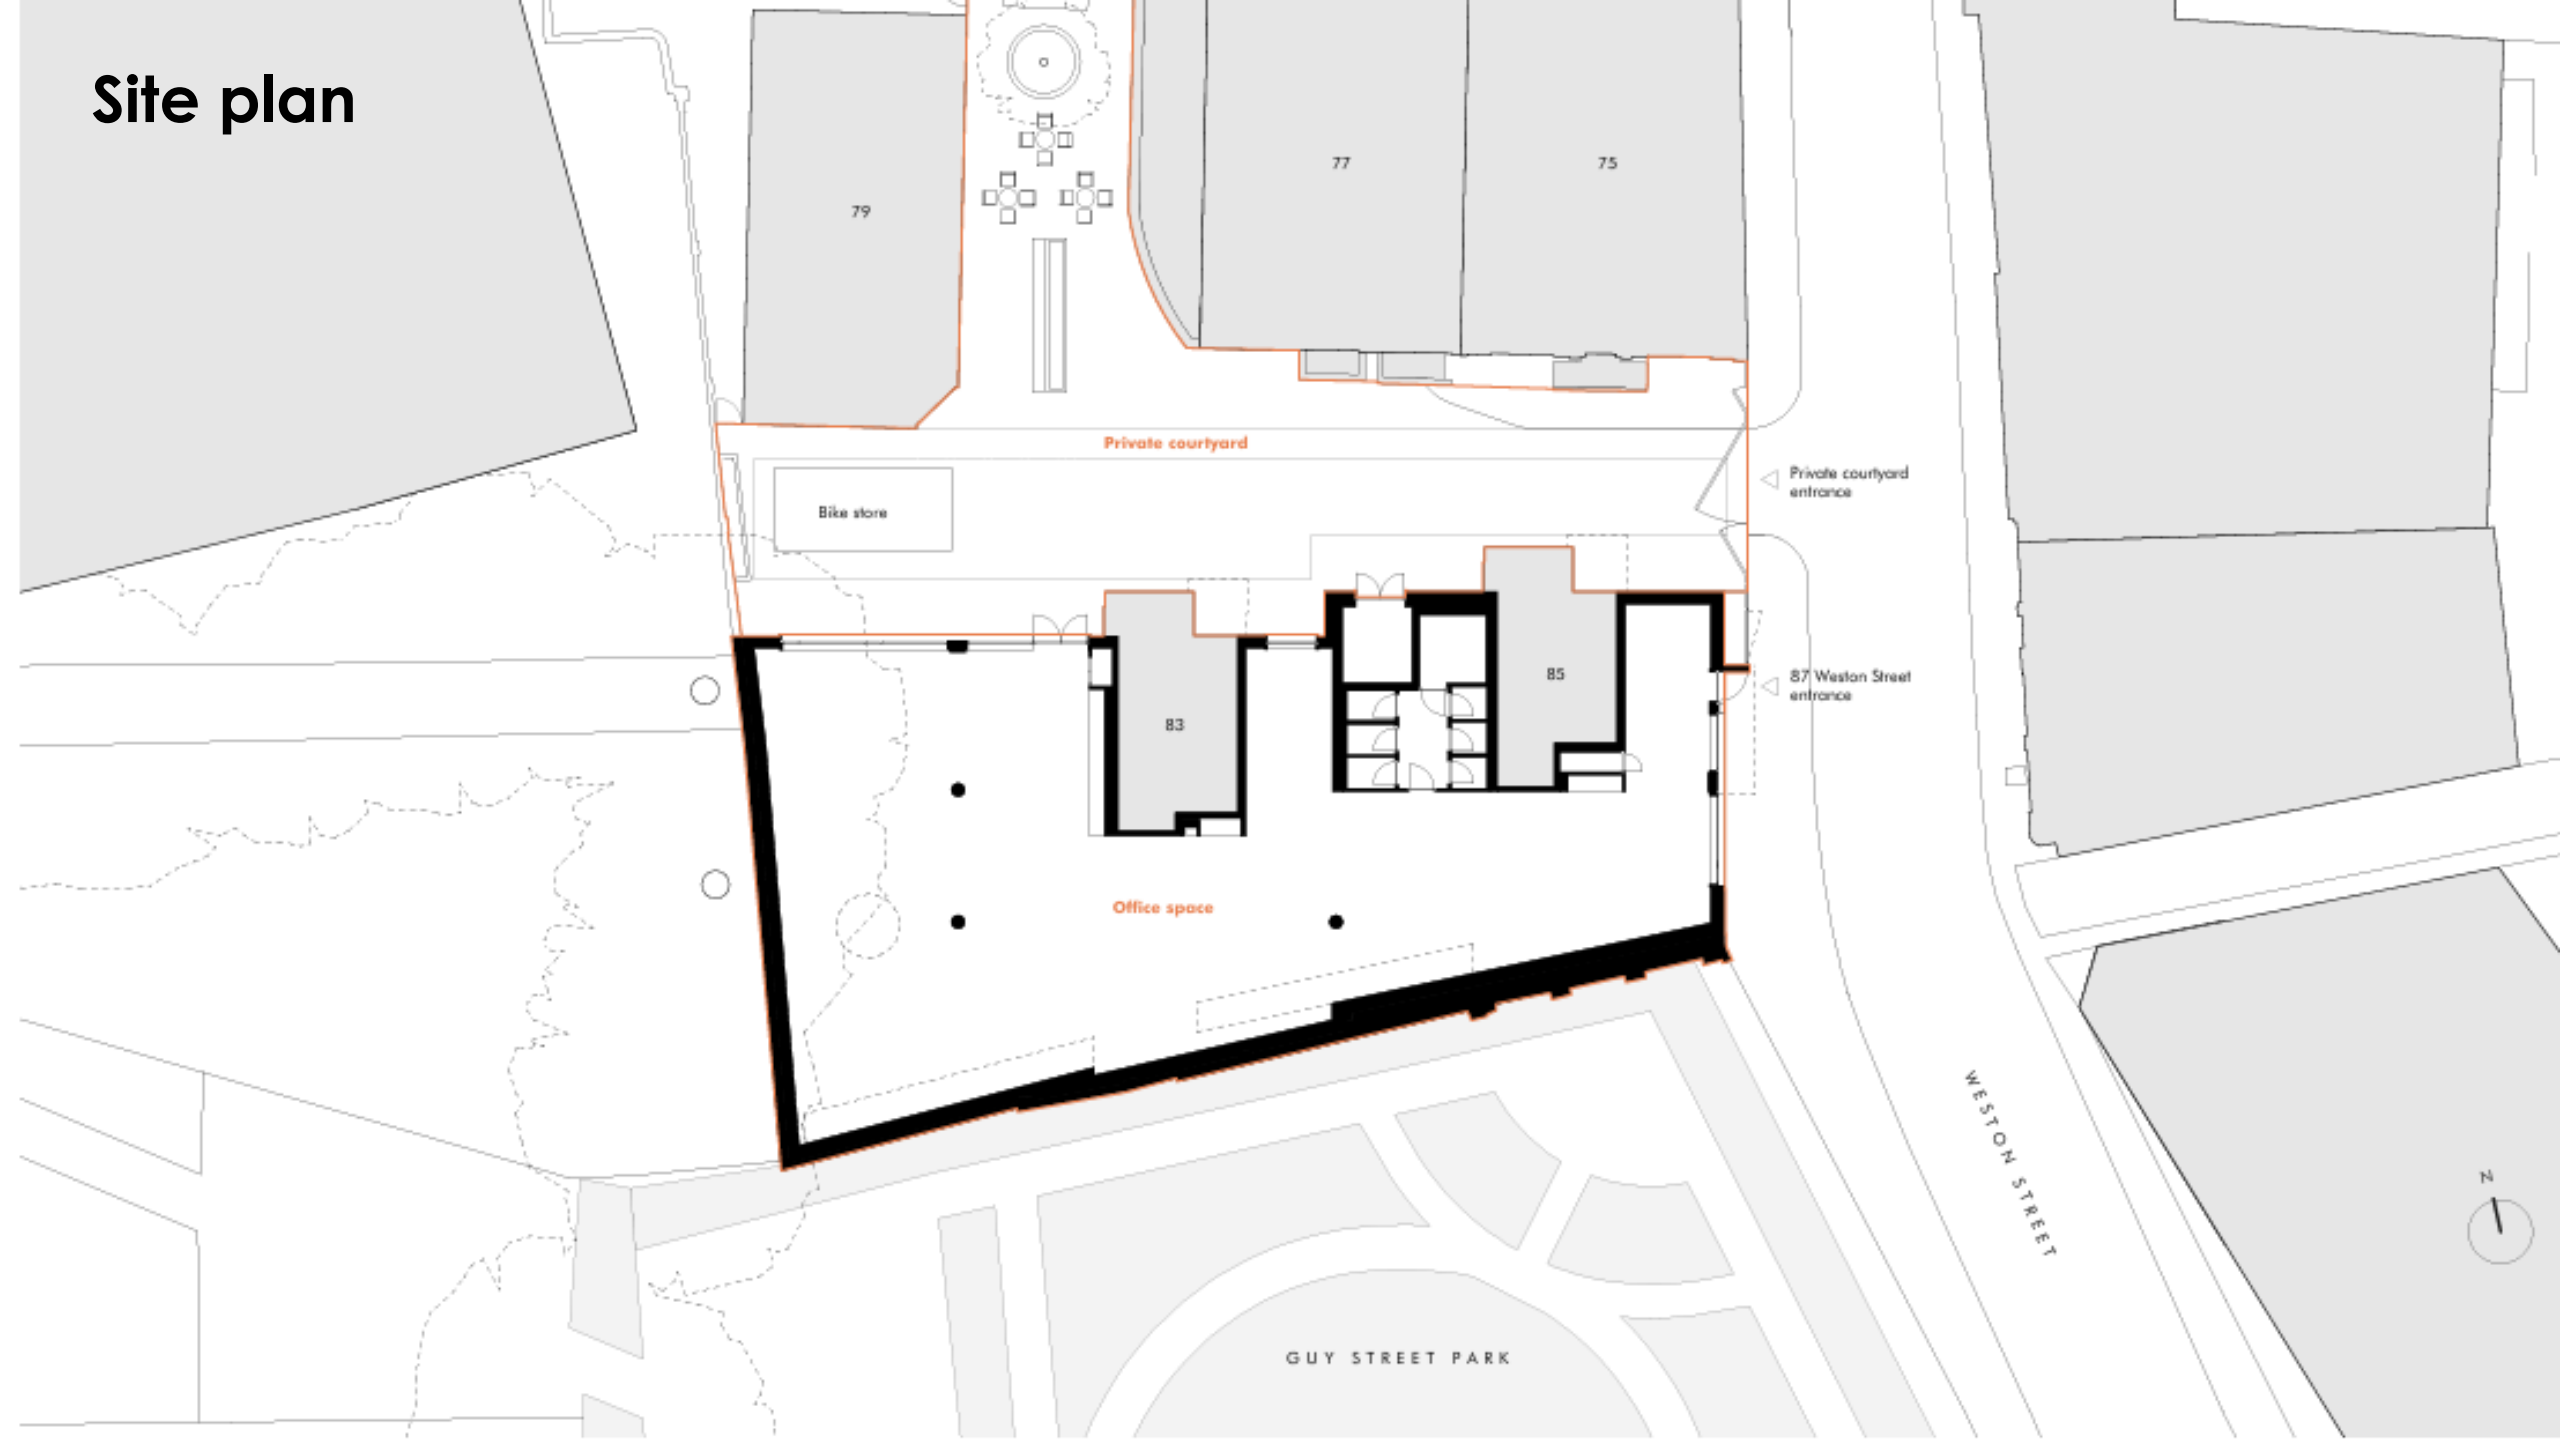 Site plan
77
75
79
Private courtyard
Private courtyard
entrance
Bike store
85
87 Weston Street
entrance
83
Office space
WESTON STREET
N
GUY STREET PARK